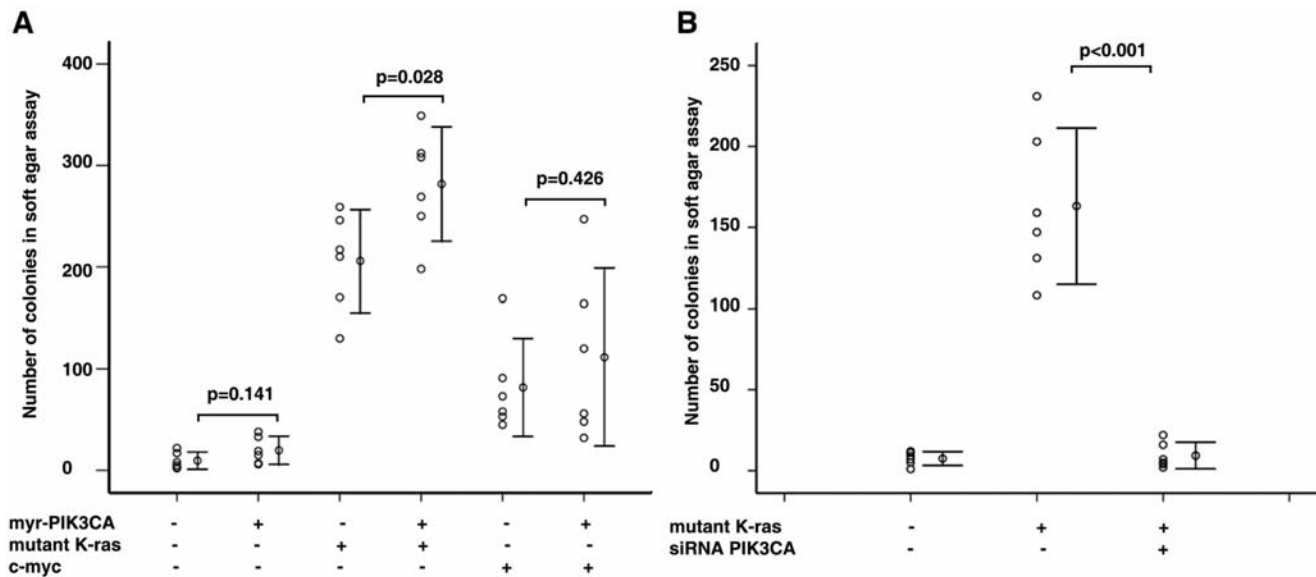 A
Number of colonies in soft agar assay
400
300
200
100
0
p=0.141
p=0.028
p=0.426
myr-PIK3CA - + - + - +
mutant K-ras - - + + - -
c-myc - - - - + +
B
Number of colonies in soft agar assay
250
200
150
100
50
0
p<0.001
mutant K-ras - + +
siRNA PIK3CA - - +